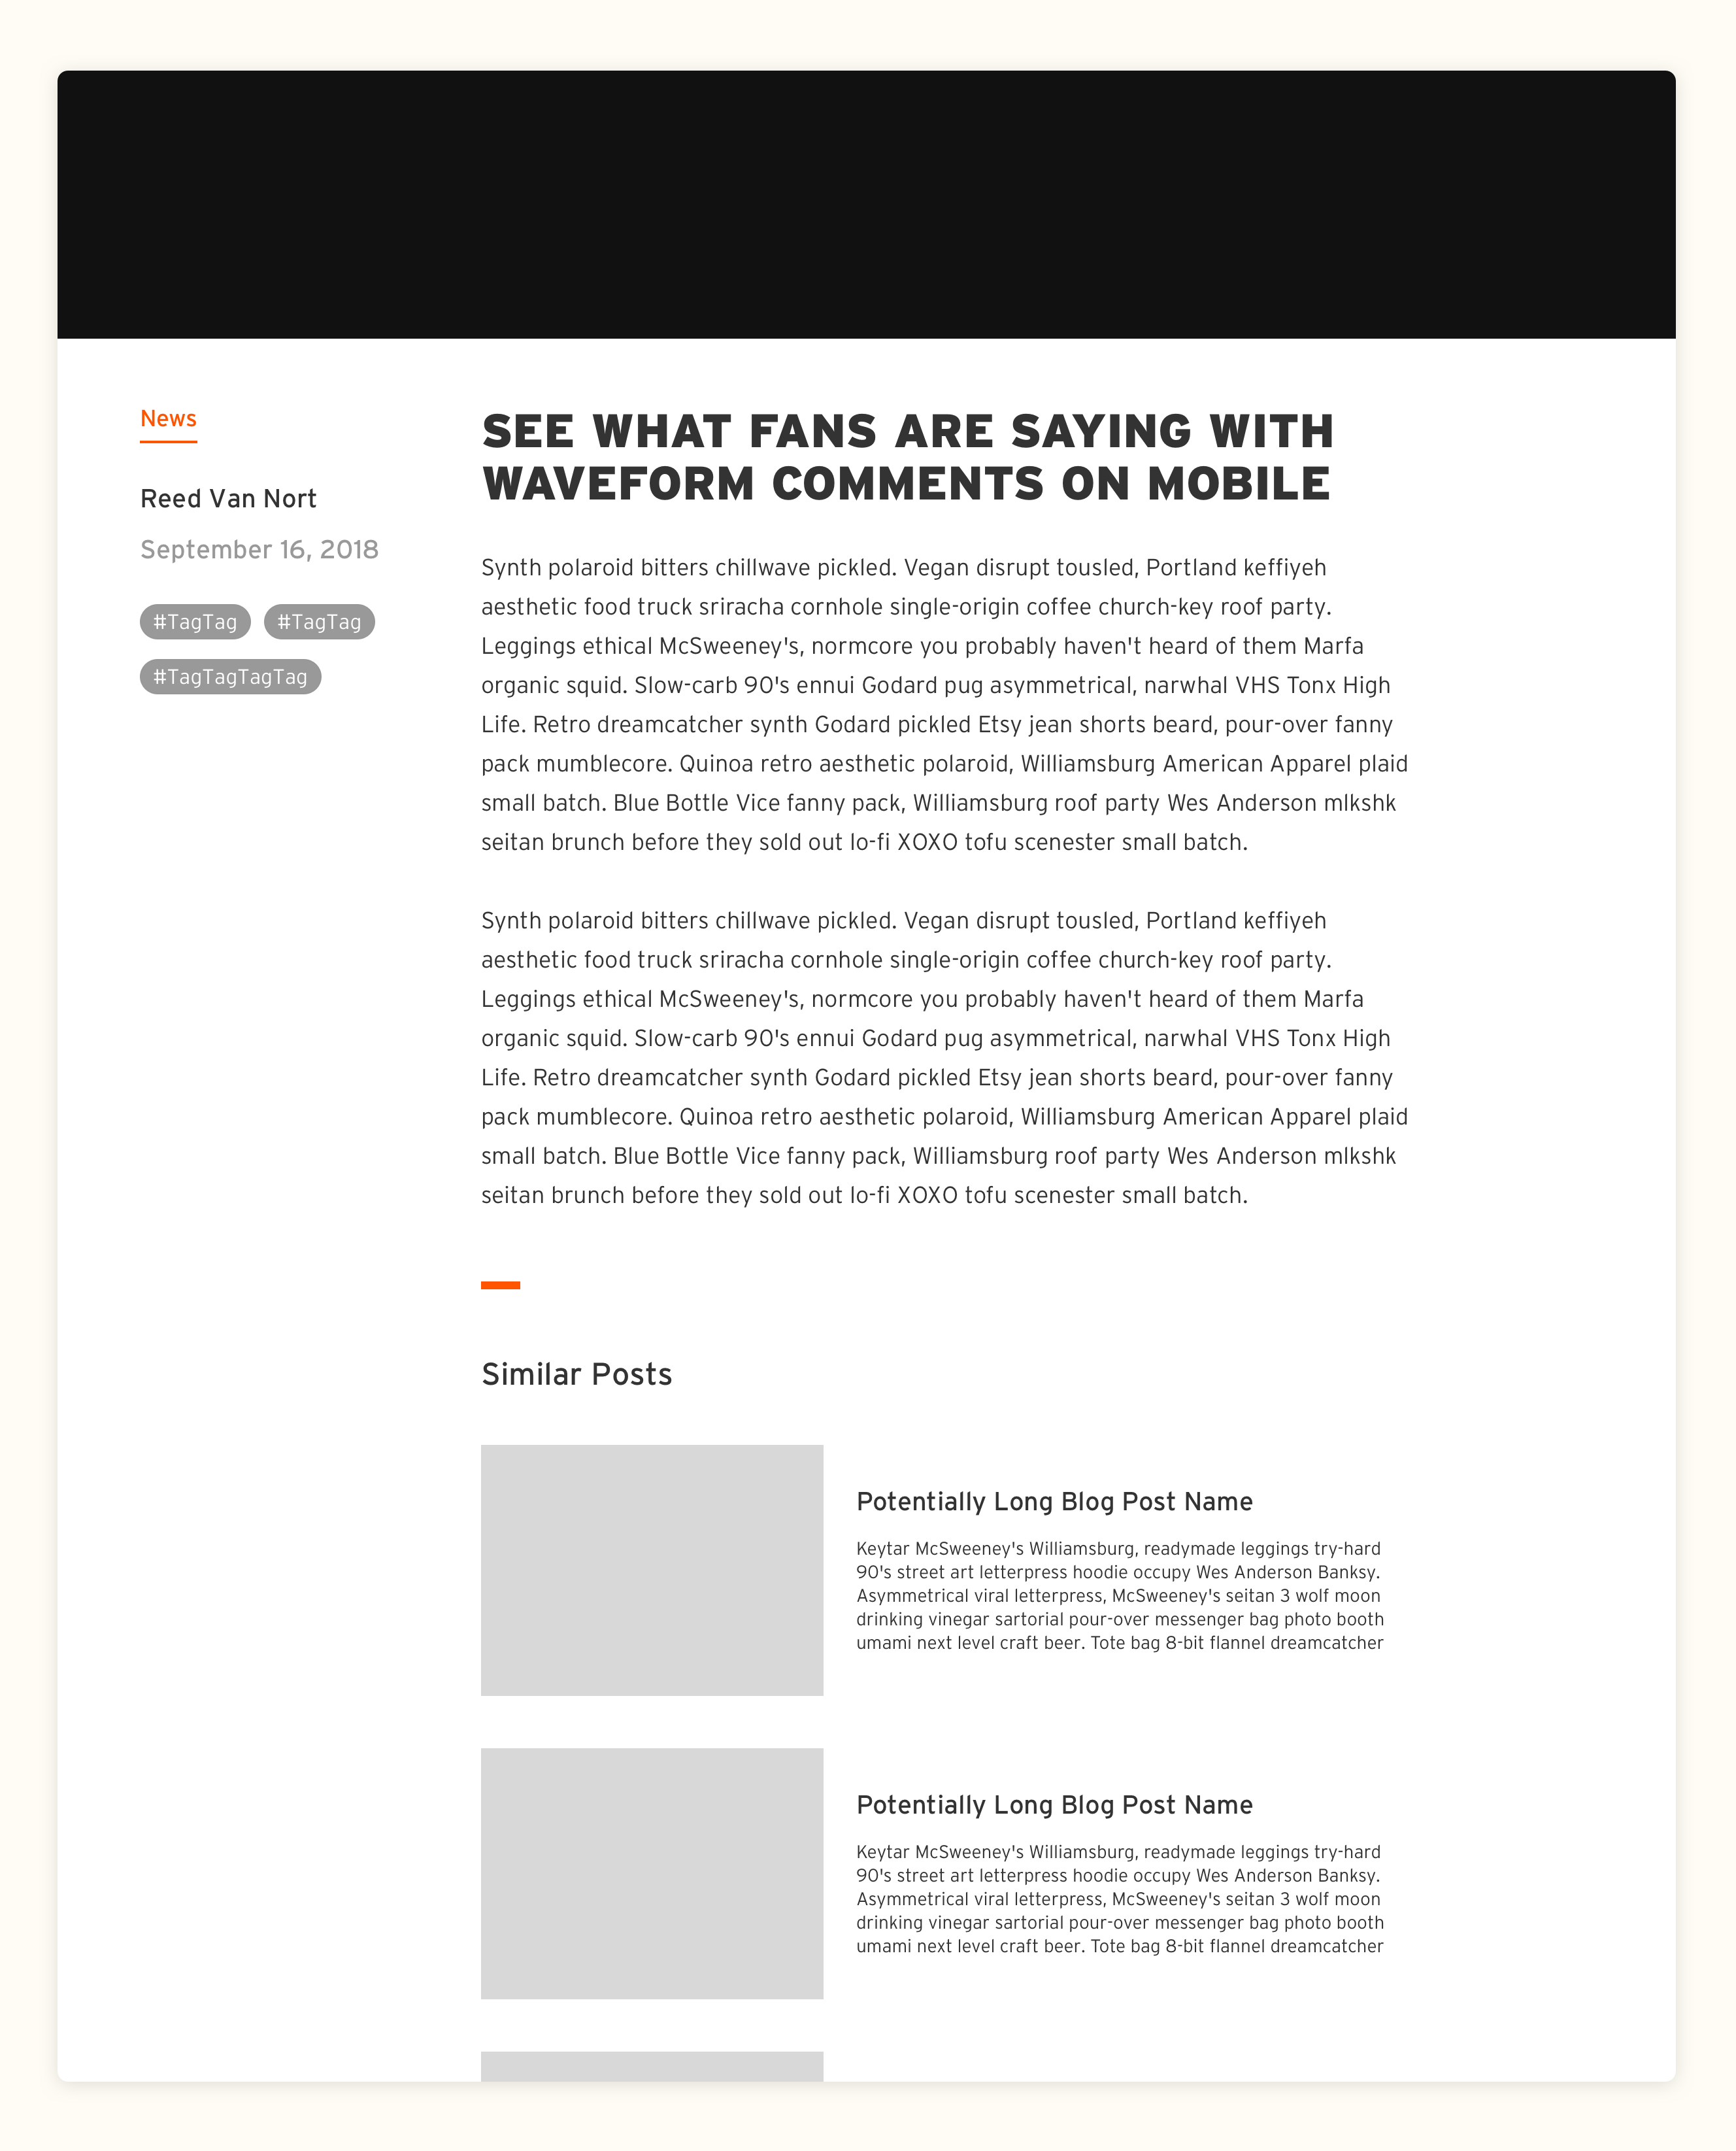 News
Reed Van Nort
September 16, 2018
#TagTag #TagTag
#TagTagTagTag
SEE WHAT FANS ARE SAYING WITH
WAVEFORM COMMENTS ON MOBILE
Synth polaroid bitters chillwave pickled. Vegan disrupt tousled, Portland keffiyeh
aesthetic food truck sriracha cornhole single-origin coffee church-key roof party.
Leggings ethical McSweeney's, normcore you probably haven't heard of them Marfa
organic squid. Slow-carb 90's ennui Godard pug asymmetrical, narwhal VHS Tonx High
Life. Retro dreamcatcher synth Godard pickled Etsy jean shorts beard, pour-over fanny
pack mumblecore. Quinoa retro aesthetic polaroid, Williamsburg American Apparel plaid
small batch. Blue Bottle Vice fanny pack, Williamsburg roof party Wes Anderson mlkshk
seitan brunch before they sold out lo-fi XOXO tofu scenester small batch.
Synth polaroid bitters chillwave pickled. Vegan disrupt tousled, Portland keffiyeh
aesthetic food truck sriracha cornhole single-origin coffee church-key roof party.
Leggings ethical McSweeney's, normcore you probably haven't heard of them Marfa
organic squid. Slow-carb 90's ennui Godard pug asymmetrical, narwhal VHS Tonx High
Life. Retro dreamcatcher synth Godard pickled Etsy jean shorts beard, pour-over fanny
pack mumblecore. Quinoa retro aesthetic polaroid, Williamsburg American Apparel plaid
small batch. Blue Bottle Vice fanny pack, Williamsburg roof party Wes Anderson mlkshk
seitan brunch before they sold out lo-fi XOXO tofu scenester small batch.
Similar Posts
Potentially Long Blog Post Name
Keytar McSweeney's Williamsburg, readymade leggings try-hard
90's street art letterpress hoodie occupy Wes Anderson Banksy.
Asymmetrical viral letterpress, McSweeney's seitan 3 wolf moon
drinking vinegar sartorial pour-over messenger bag photo booth
umami next level craft beer. Tote bag 8-bit flannel dreamcatcher
Potentially Long Blog Post Name
Keytar McSweeney's Williamsburg, readymade leggings try-hard
90's street art letterpress hoodie occupy Wes Anderson Banksy.
Asymmetrical viral letterpress, McSweeney's seitan 3 wolf moon
drinking vinegar sartorial pour-over messenger bag photo booth
umami next level craft beer. Tote bag 8-bit flannel dreamcatcher